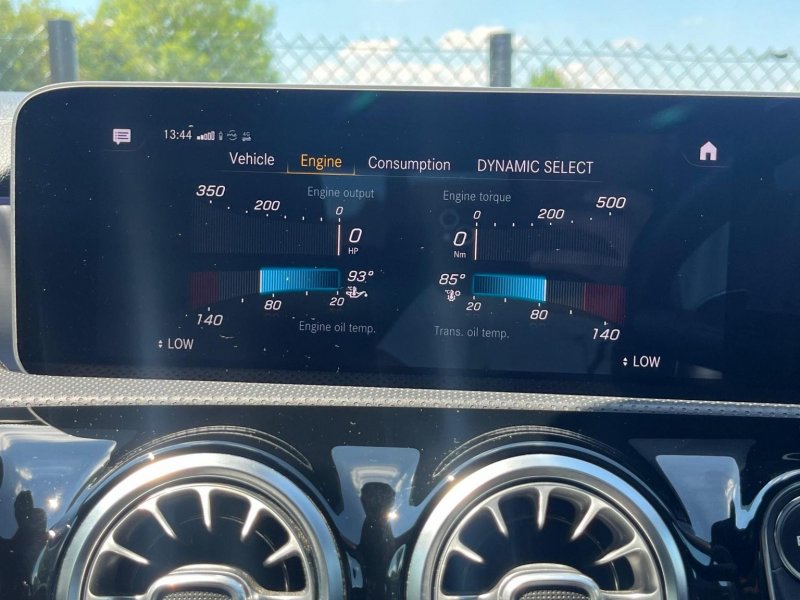 13:44 4G
Vehicle Engine Consumption DYNAMIC SELECT
Engine output Engine torque
350 200 0 0 200 500
0 HP 0 Nm
93° 85°
140 80 20 20 80 140
Engine oil temp. Trans. oil temp.
LOW LOW